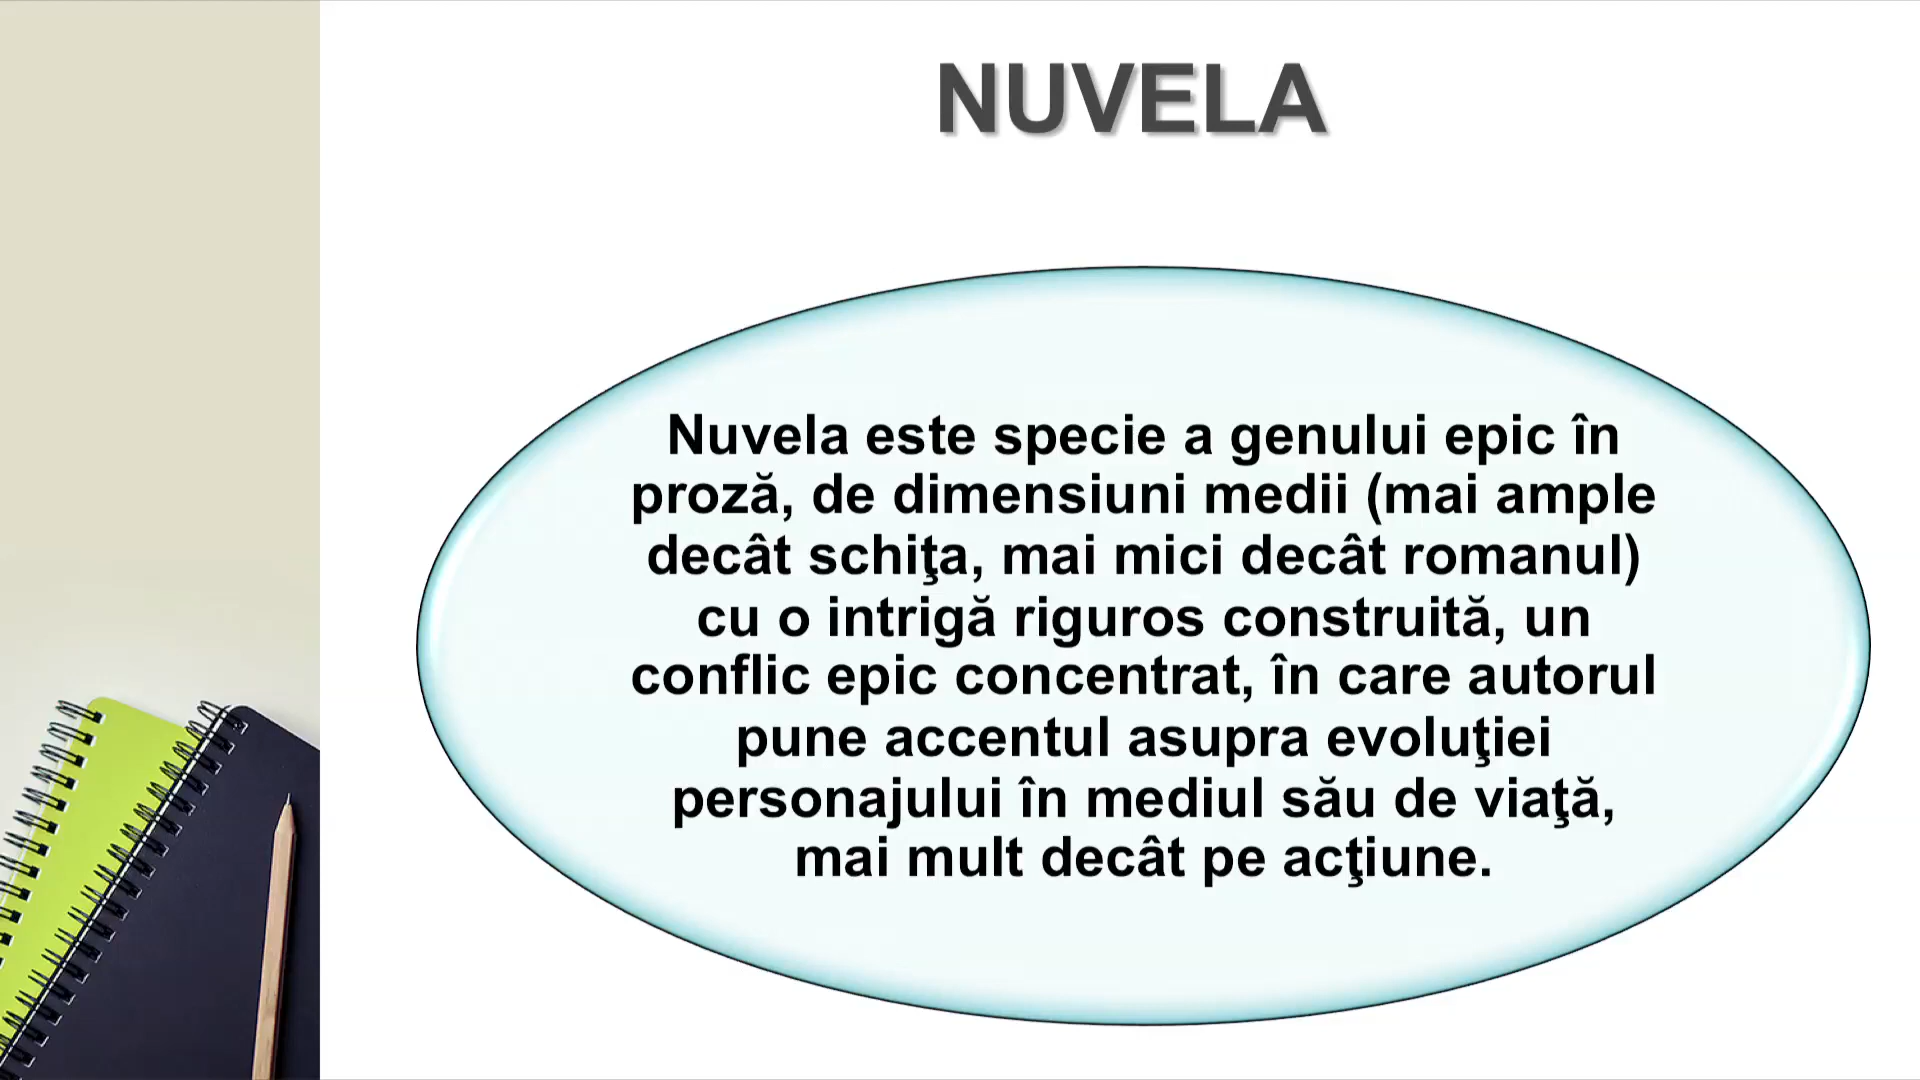 NUVELA
Nuvela este specie a genului epic în
proză, de dimensiuni medii (mai ample
decât schiţa, mai mici decât romanul)
cu o intrigă riguros construită, un
conflic epic concentrat, în care autorul
pune accentul asupra evoluţiei
personajului în mediul său de viaţă,
mai mult decât pe acţiune.